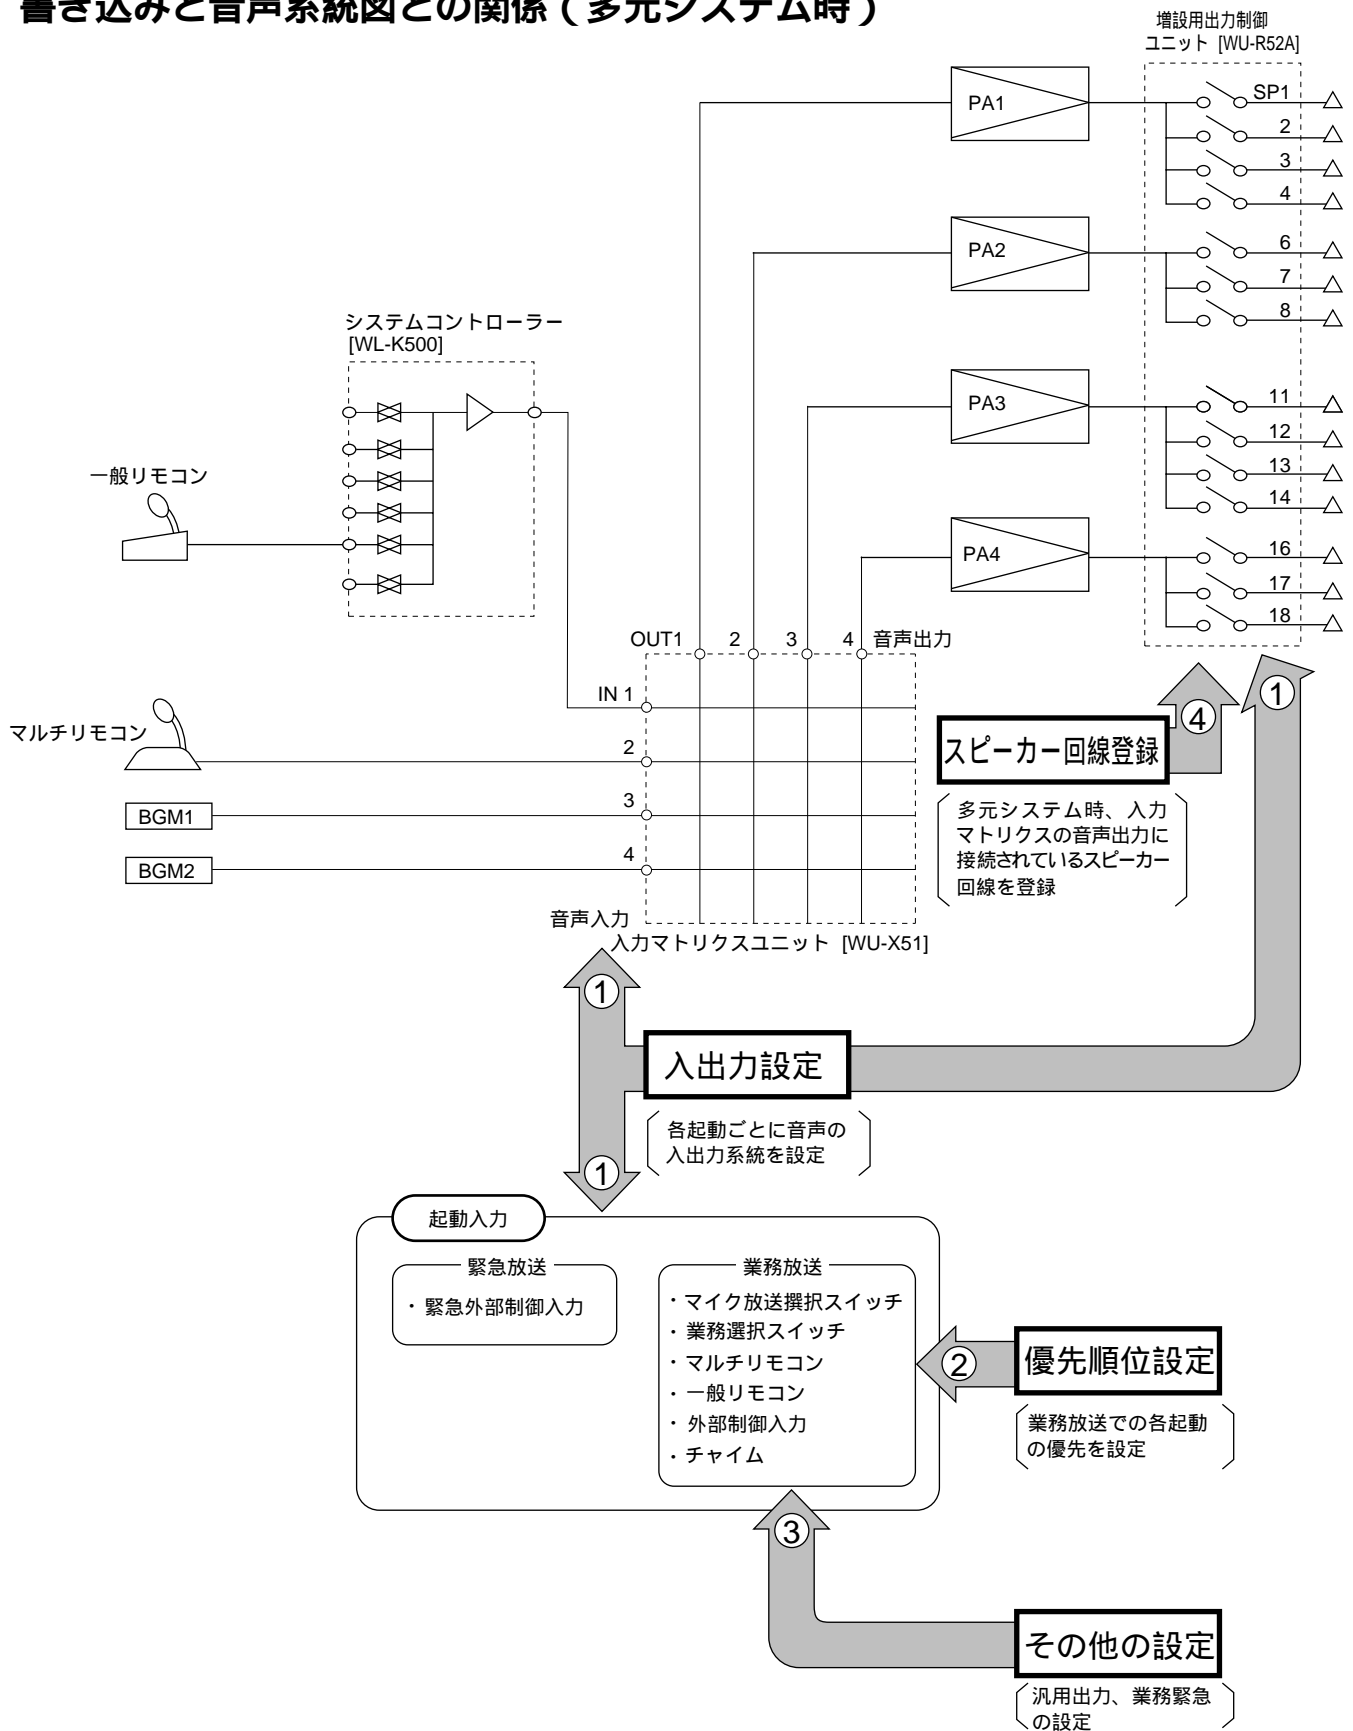 書き込みと音声系統図との関係(多元システム時)
増設用出力制御
ユニット [WU-R52A]
PA1
SP1
2
3
4
PA2
6
7
8
システムコントローラー
[WL-K500]
PA3
11
12
13
14
一般リモコン
PA4
16
17
18
OUT1 2 3 4 音声出力
IN 1
マルチリモコン
2
BGM1
3
BGM2
4
④
①
スピーカー回線登録
多元システム時、入力
マトリクスの音声出力に
接続されているスピーカー
回線を登録
音声入力
入力マトリクスユニット [WU-X51]
①
入出力設定
各起動ごとに音声の
入出力系統を設定
①
起動入力
緊急放送
・緊急外部制御入力
業務放送
・マイク放送撰択スイッチ
・業務選択スイッチ
・マルチリモコン
・一般リモコン
・外部制御入力
・チャイム
②
優先順位設定
業務放送での各起動
の優先を設定
③
その他の設定
汎用出力、業務緊急
の設定